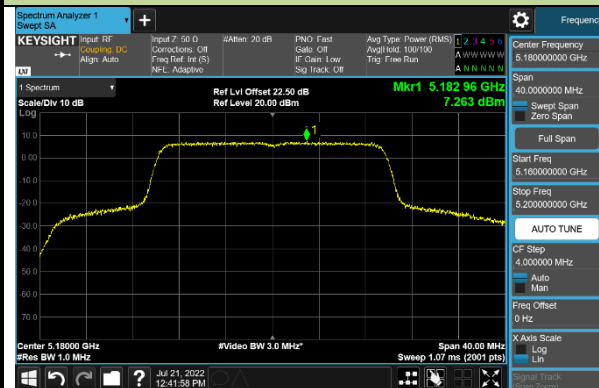 Spectrum Analyzer 1
Swept SA
+
Frequency
KEYSIGHT
Input: RF
Coupling: DC
Align: Auto
Input Z: 50 Ω
Corrections: Off
Freq Ref: Int (S)
NFE: Adaptive
#Atten: 20 dB
PNO: Fast
Gate: Off
IF Gain: Low
Sig Track: Off
Avg Type: Power (RMS)
Avg|Hold: 100/100
Trig: Free Run
1 2 3 4 5 6
A W W W W W
A N N N N N
LXI
1 Spectrum
Scale/Div 10 dB
Log
Ref Lvl Offset 22.50 dB
Ref Level 20.00 dBm
Mkr1 5.182 96 GHz
7.263 dBm
1
10.0
0.00
-10.0
-20.0
-30.0
-40.0
-50.0
-60.0
-70.0
Center 5.18000 GHz
#Res BW 1.0 MHz
#Video BW 3.0 MHz*
Span 40.00 MHz
Sweep 1.07 ms (2001 pts)
Jul 21, 2022
12:41:58 PM
?
Center Frequency
5.180000000 GHz
Span
40.0000000 MHz
Swept Span
Zero Span
Full Span
Start Freq
5.160000000 GHz
Stop Freq
5.200000000 GHz
AUTO TUNE
CF Step
4.000000 MHz
Auto
Man
Freq Offset
0 Hz
X Axis Scale
Log
Lin
Signal Track
(Span Zoom)